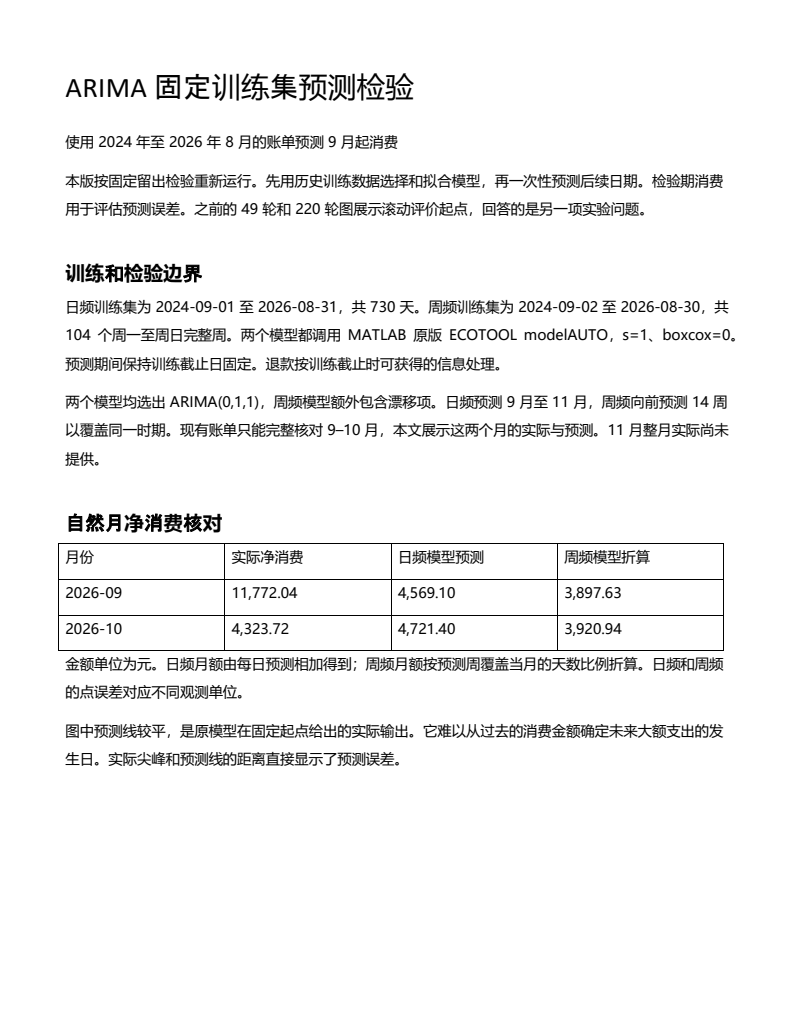 ARIMA 固定训练集预测检验
使用 2024 年至 2026 年 8 月的账单预测 9 月起消费
本版按固定留出检验重新运行。先用历史训练数据选择和拟合模型，再一次性预测后续日期。检验期消费
用于评估预测误差。之前的 49 轮和 220 轮图展示滚动评价起点，回答的是另一项实验问题。
训练和检验边界
日频训练集为 2024-09-01 至 2026-08-31，共 730 天。周频训练集为 2024-09-02 至 2026-08-30，共
104 个周一至周日完整周。两个模型都调用 MATLAB 原版 ECOTOOL modelAUTO，s=1、boxcox=0。
预测期间保持训练截止日固定。退款按训练截止时可获得的信息处理。
两个模型均选出 ARIMA(0,1,1)，周频模型额外包含漂移项。日频预测 9 月至 11 月，周频向前预测 14 周
以覆盖同一时期。现有账单只能完整核对 9–10 月，本文展示这两个月的实际与预测。11 月整月实际尚未
提供。
自然月净消费核对
月份 实际净消费 日频模型预测 周频模型折算
2026-09 11,772.04 4,569.10 3,897.63
2026-10 4,323.72 4,721.40 3,920.94
金额单位为元。日频月额由每日预测相加得到；周频月额按预测周覆盖当月的天数比例折算。日频和周频
的点误差对应不同观测单位。
图中预测线较平，是原模型在固定起点给出的实际输出。它难以从过去的消费金额确定未来大额支出的发
生日。实际尖峰和预测线的距离直接显示了预测误差。